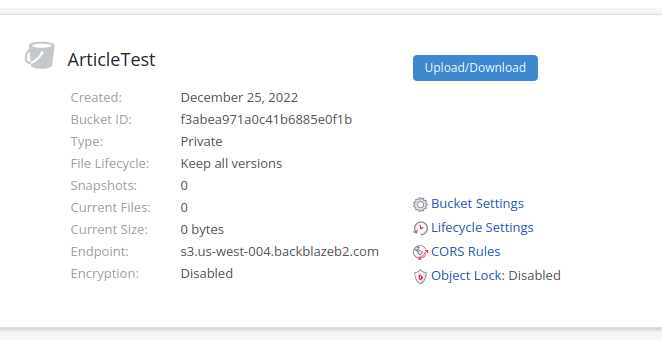 ArticleTest
Upload/Download
Created: December 25, 2022
Bucket ID: f3abea971a0c41b6885e0f1b
Type: Private
File Lifecycle: Keep all versions
Snapshots: 0
Current Files: 0
Bucket Settings
Current Size: 0 bytes
Lifecycle Settings
Endpoint: s3.us-west-004.backblazeb2.com
CORS Rules
Encryption: Disabled
Object Lock: Disabled